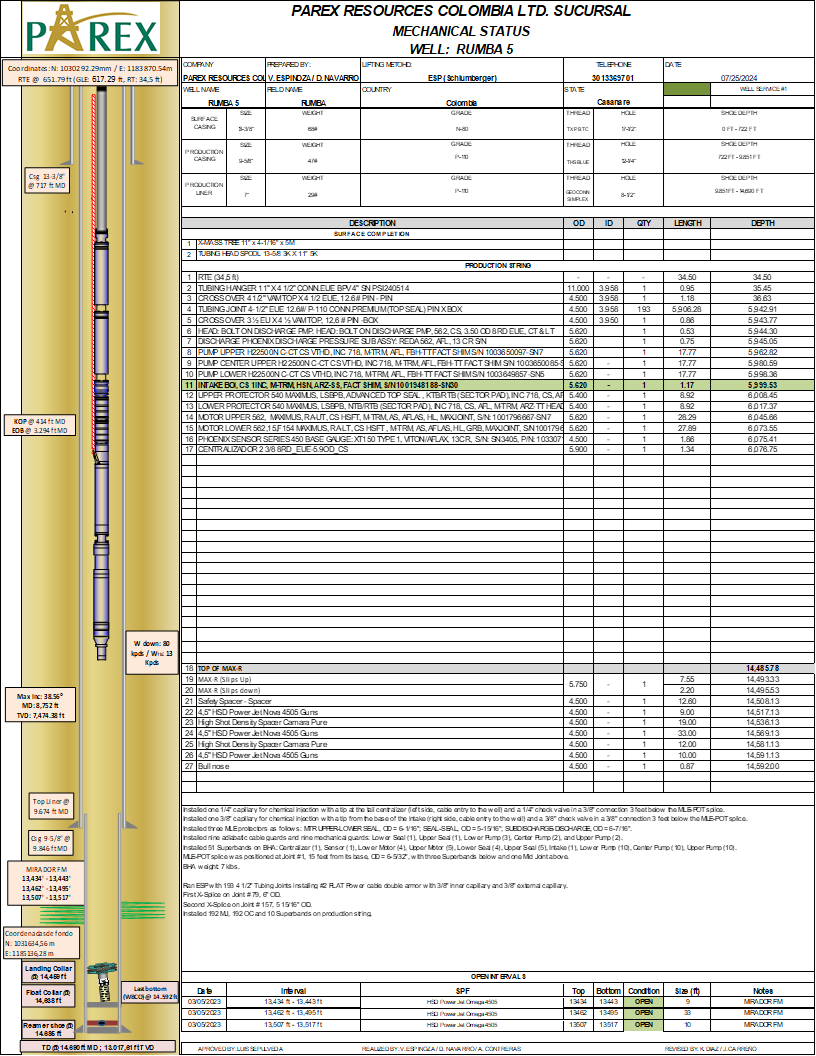 PAREX
PAREX RESOURCES COLOMBIA LTD. SUCURSAL
MECHANICAL STATUS
WELL: RUMBA 5
Coordenates: N: 1030292.29mm / E: 1183870.54m
RTE @ 651.79 ft (GLE: 617.29 ft, RT: 34,5 ft)
COMPANY PREPARED BY: LIFTING METOHD: TELEPHONE DATE
PAREX RESOURCES COL V. ESPINDZA / D. NAVARRO ESP (Schlumberger) 3013369701 07/25/2024
WELL NAME FIELD NAME COUNTRY STATE WELL SERVICE #1
RUMBA 5 RUMBA Colombia Casanare
SURFACE CASING SIZE WEIGHT GRADE THREAD HOLE SHOE DEPTH
68# N-80 TXP BTC 17-1/2" 0 FT - 722 FT
PRODUCTION CASING SIZE WEIGHT GRADE THREAD HOLE SHOE DEPTH
9-5/8" 47# P-110 THS BLUE 12-1/4" 722 FT - 9.851 FT
PRODUCTION LINER SIZE WEIGHT GRADE THREAD HOLE SHOE DEPTH
7" 29# P-110 GEOCONN SIMPLEX 8-1/2" 9.851 FT - 14,690 FT
Csg 13-3/8"
@ 717 ft MD
DESCRIPTION OD ID QTY LENGTH DEPTH
SURFACE COMPLETION
1 X-MASS TREE 11" x 4-1/16" x 5M
2 TUBING HEAD SPOOL 13-5/8 3K X 11" 5K
PRODUCTION STRING
1 RTE (34,5 ft) - - - 34.50 34.50
2 TUBING HANGER 11" X 4 1/2" CONN.EUE BPV 4" SN PSI240514 11.000 3.958 1 0.95 35.45
3 CROSS OVER 4 1/2" VAMTOP X 4 1/2 EUE, 12.6# PIN - PIN 4.500 3.958 1 1.18 36.63
4 TUBING JOINT 4-1/2" EUE 12.6#/ P-110 CONN.PREMIUM (TOP SEAL) PIN X BOX 4.500 3.958 193 5,906.28 5,942.91
5 CROSS OVER 3 ½ EU X 4 ½ VAMTOP, 12.6 # PIN -BOX 4.500 3.950 1 0.86 5,943.77
6 HEAD: BOLT ON DISCHARGE PMP. HEAD: BOLT ON DISCHARGE PMP, 562, CS, 3.50 OD 8RD EUE, CT & LT 5.620 1 0.53 5,944.30
7 DISCHARGE PHOENIX DISCHARGE PRESSURE SUB ASSY: REDA 562, AFL, 13 CR S/N 5.620 1 0.75 5,945.05
8 PUMP UPPER H22500N C-CT CS VTHD, INC 718, M-TRM, AFL, FBH-TT FACT SHIM S/N 1003650097-SN7 5.620 - 1 17.77 5,962.82
9 PUMP CENTER UPPER H22500N C-CT CS VTHD, INC 718, M-TRM, AFL, FBH-TT FACT SHIM S/N 1003650085-S 5.620 - 1 17.77 5,980.59
10 PUMP LOWER H22500N C-CT CS VTHD, INC 718, M-TRM, AFL, FBH-TT FACT SHIM S/N 1003649857-SN5 5.620 - 1 17.77 5,998.36
11 INTAKE BOI, CS 1INC, M-TRM, HSN, ARZ-SS, FACT SHIM, S/N 1001948188-SN30 5.620 - 1 1.17 5,999.53
12 UPPER PROTECTOR 540 MAXIMUS, LSBPB, ADVANCED TOP SEAL , KTB/RTB (SECTOR PAD), INC 718, CS, AF 5.400 - 1 8.92 6,008.45
13 LOWER PROTECTOR 540 MAXIMUS, LSBPB, NTB/RTB (SECTOR PAD), INC 718, CS, AFL, M-TRM, ARZ-TT HEAD 5.400 - 1 8.92 6,017.37
14 MOTOR UPPER 562, MAXIMUS, RA-LT, CS HSFT, M-TRM, AS, AFLAS, HL, MAXJOINT, S/N: 1001796667-SN7 5.620 - 1 28.29 6,045.66
15 MOTOR LOWER 562,15,F154 MAXIMUS, RA-LT, CS HSFT , M-TRM, AS, AFLAS, HL, GRB, MAXJOINT, S/N 1001796 5.620 - 1 27.89 6,073.55
16 PHOENIX SENSOR SERIES 450 BASE GAUGE: XT150 TYPE 1, VITON/AFLAX, 13CR, S/N: SN3405, P/N: 103307 4.500 - 1 1.86 6,075.41
17 CENTRALIZADOR 2 3/8 8RD_EUE-5.9OD_CS 5.900 - 1 1.34 6,076.75
KOP @ 414 ft MD
EOB @ 3.294 ft MD
W down: 80
kpds / Wn: 13
Kpds
18 TOP OF MAX-R 14,485.78
19 MAX-R (Slips Up) 5.750 - 1 7.55 14,493.33
20 MAX-R (Slips down) 2.20 14,495.53
21 Safety Spacer - Spacer 4.500 - 1 12.60 14,508.13
22 4,5" HSD Power Jet Nova 4505 Guns 4.500 - 1 9.00 14,517.13
23 High Shot Density Spacer Camara Pure 4.500 - 1 19.00 14,536.13
24 4,5" HSD Power Jet Nova 4505 Guns 4.500 - 1 33.00 14,569.13
25 High Shot Density Spacer Camara Pure 4.500 - 1 12.00 14,581.13
26 4,5" HSD Power Jet Nova 4505 Guns 4.500 - 1 10.00 14,591.13
27 Bull nose 4.500 - 1 0.87 14,592.00
Max Inc: 38.56°
MD: 8,752 ft
TVD: 7,474.38 ft
Top Liner @
9.674 ft MD
Csg 9-5/8" @
9.846 ft MD
MIRADOR FM
13,434' - 13,443'
13,462' - 13,495'
13,507' - 13,517'
Installed one 1/4" capillary for chemical injection with a tip at the tail centralizer (left side, cable entry to the well) and a 1/4" check valve in a 3/8" connection 3 feet below the MLE-POT splice.
Installed one 3/8" capillary for chemical injection with a tip from the base of the intake (right side, cable entry to the well) and a 3/8" check valve in a 3/8" connection 3 feet below the MLE-POT splice.
Installed three MLE protectors as follows: MTR UPPER-LOWER SEAL, OD = 6-1/16"; SEAL-SEAL, OD = 5-15/16"; SUBDISCHARGE-DISCHARGE, OD = 6-7/16".
Installed nine adiabatic cable guards and nine mechanical guards: Lower Seal (1), Upper Seal (1), Lower Pump (3), Center Pump (2), and Upper Pump (2).
Installed 51 Superbands on BHA: Centralizer (1), Sensor (1), Lower Motor (4), Upper Motor (5), Lower Seal (4), Upper Seal (5), Intake (1), Lower Pump (10), Center Pump (10), Upper Pump (10).
MLE-POT splice was positioned at Joint #1, 15 feet from its base, OD = 6-5/32", with three Superbands below and one Mid Joint above.
BHA weight: 7 klbs.
Ran ESP with 193 4 1/2" Tubing Joints installing #2 FLAT Power cable double armor with 3/8" inner capillary and 3/8" external capillary.
First X-Splice on Joint # 79, 6" OD.
Second X-Splice on Joint # 157, 5 15/16" OD.
Installed 192 MJ, 192 OC and 10 Superbands on production string.
Coordenadas de fondo
N: 1031634,56 m
E: 1185136,28 m
Landing Collar
@ 14,469 ft
Float Collar @
14,638 ft
Reamer shoe @
14.686 ft
Last bottom
(WBCO) @ 14.592 ft
TD @ 14.690 ft MD ; 13.017,61 ft TVD
OPEN INTERVALS
Date Interval SPF Top Bottom Condition Size (ft) Notes
03/05/2023 13,434 ft - 13,443 ft HSD Power Jet Omega 4505 13434 13443 OPEN 9 MIRADOR FM
03/05/2023 13,462 ft - 13,495 ft HSD Power Jet Omega 4505 13462 13495 OPEN 33 MIRADOR FM
03/05/2023 13,507 ft - 13,517 ft HSD Power Jet Omega 4505 13507 13517 OPEN 10 MIRADOR FM
APROVED BY: LUIS SEPULVEDA REALIZED BY: V. ESPINOZA / D. NAVARRO / A. CONTRERAS REVISED BY: K. DIAZ / J.CARREÑO